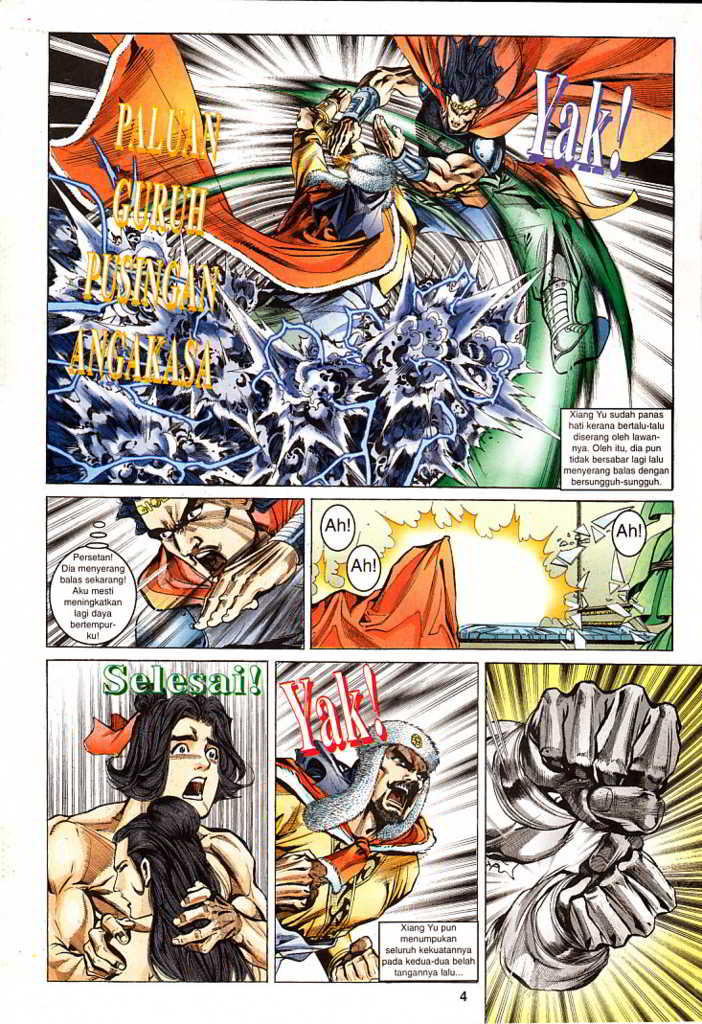 PALUAN
GURUH
PUSINGAN
ANGAKASA
Yak!
Xiang Yu sudah panas
hati kerana bertalu-talu
diserang oleh lawan-
nya. Oleh itu, dia pun
tidak bersabar lagi lalu
menyerang balas dengan
bersungguh-sungguh.
Persetan!
Dia menyerang
balas sekarang!
Aku mesti
meningkatkan
lagi daya
bertempur-
ku!
Ah!
Ah!
Ah!
Selesai!
Yak!
Xiang Yu pun
menumpukan
seluruh kekuatannya
pada kedua-dua belah
tangannya lalu...
4